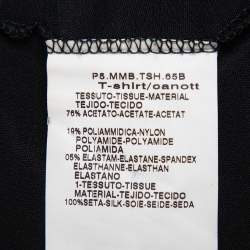 P8.MMB.TSH.65B
T-shirt/canott
TESSUTO-TISSUE-MATERIAL
TEJIDO-TECIDO
76% ACETATO-ACETATE-ACETAT
19% POLIAMMIDICA-NYLON
POLYAMIDE-POLYAMIDE
POLIAMIDA
05% ELASTAM-ELASTANE-SPANDEX
ELASTHANNE/ELASTAN
ELASTANO
1-TESSUTO-TISSUE
MATERIAL-TEJIDO-TECIDO
100%SETA-SILK-SOIE-SEIDE-SEDA